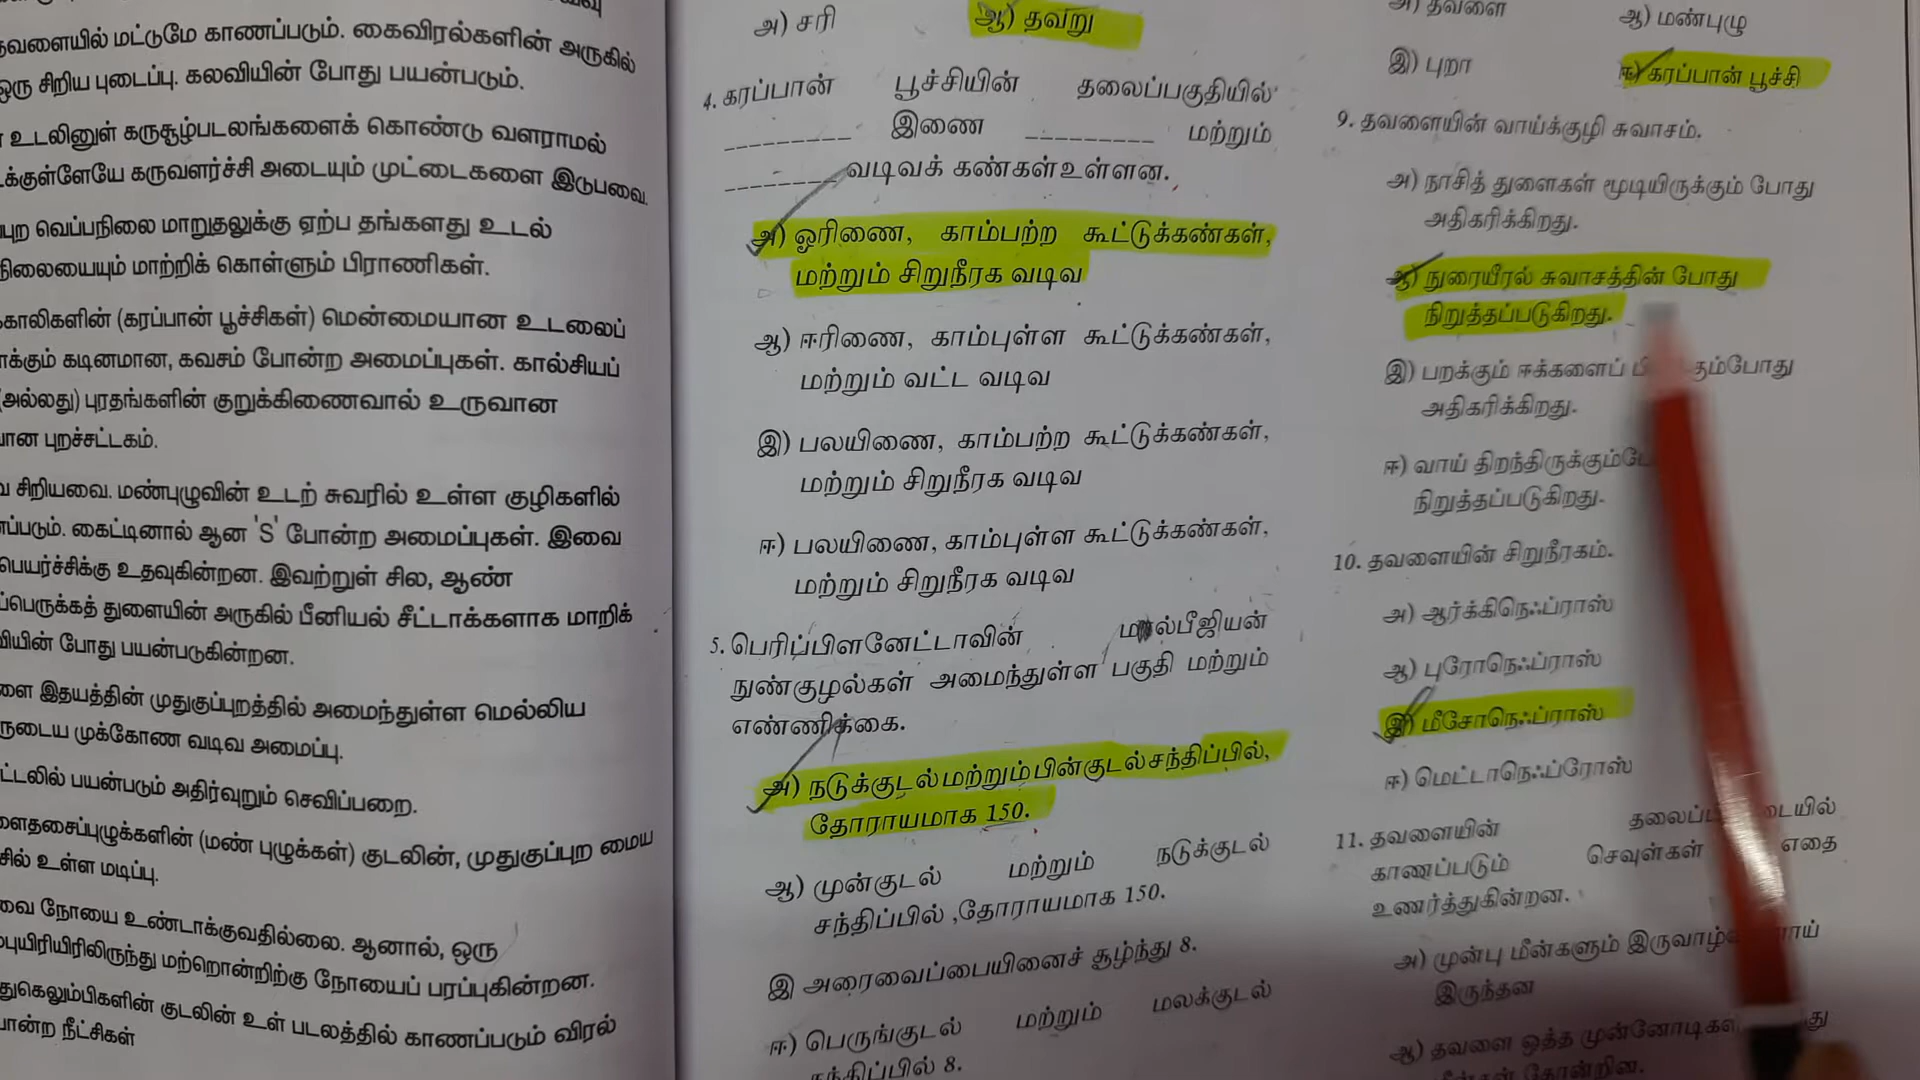 தவளையில் மட்டுமே காணப்படும். கைவிரல்களின் அருகில்
ஒரு சிறிய புடைப்பு. கலவியின் போது பயன்படும்.
உடலினுள் கருசூழ்படலங்களைக் கொண்டு வளராமல்
க்குள்ளேயே கருவளர்ச்சி அடையும் முட்டைகளை இடுபவை.
புற வெப்பநிலை மாறுதலுக்கு ஏற்ப தங்களது உடல்
நிலையையும் மாற்றிக் கொள்ளும் பிராணிகள்.
காலிகளின் (கரப்பான் பூச்சிகள்) மென்மையான உடலைப்
க்கும் கடினமான, கவசம் போன்ற அமைப்புகள். கால்சியப்
(அல்லது) புரதங்களின் குறுக்கிணைவால் உருவான
புறச்சட்டகம்.
சிறியவை. மண்புழுவின் உடற் சுவரில் உள்ள குழிகளில்
படும். கைட்டினால் ஆன 'S' போன்ற அமைப்புகள். இவை
பெயர்ச்சிக்கு உதவுகின்றன. இவற்றுள் சில, ஆண்
ப்பெருக்கத் துளையின் அருகில் பீனியல் சீட்டாக்களாக மாறிக்
யின் போது பயன்படுகின்றன.
இதயத்தின் முதுகுப்புறத்தில் அமைந்துள்ள மெல்லிய
முக்கோண வடிவ அமைப்பு.
பயன்படும் அதிர்வுறும் செவிப்பறை.
ளைதசைப்புழுக்களின் (மண் புழுக்கள்) குடலின், முதுகுப்புற மைய
உள்ள மடிப்பு.
நோயை உண்டாக்குவதில்லை. ஆனால், ஒரு
மற்றொன்றிற்கு நோயைப் பரப்புகின்றன.
குடலின் உள் படலத்தில் காணப்படும் விரல்
நீட்சிகள்
அ) சரி ஆ) தவறு
4. கரப்பான் பூச்சியின் தலைப்பகுதியில்
_________ இணை _________ மற்றும்
_________ வடிவக் கண்கள் உள்ளன.
அ) ஓரிணை, காம்பற்ற கூட்டுக்கண்கள்,
மற்றும் சிறுநீரக வடிவ
ஆ) ஈரிணை, காம்புள்ள கூட்டுக்கண்கள்,
மற்றும் வட்ட வடிவ
இ) பலயிணை, காம்பற்ற கூட்டுக்கண்கள்,
மற்றும் சிறுநீரக வடிவ
ஈ) பலயிணை, காம்புள்ள கூட்டுக்கண்கள்,
மற்றும் சிறுநீரக வடிவ
5. பெரிப்பிளனேட்டாவின் மால்பீஜியன்
நுண்குழல்கள் அமைந்துள்ள பகுதி மற்றும்
எண்ணிக்கை.
அ) நடுக்குடல் மற்றும் பின்குடல் சந்திப்பில்,
தோராயமாக 150.
ஆ) முன்குடல் மற்றும் நடுக்குடல்
சந்திப்பில் ,தோராயமாக 150.
இ அரைவைப்பையினைச் சூழ்ந்து 8.
ஈ) பெருங்குடல் மற்றும் மலக்குடல்
சந்திப்பில் 8.
அ) தவளை ஆ) மண்புழு
இ) புறா ஈ) கரப்பான் பூச்சி
9. தவளையின் வாய்க்குழி சுவாசம்.
அ) நாசித் துளைகள் மூடியிருக்கும் போது
அதிகரிக்கிறது.
ஆ) நுரையீரல் சுவாசத்தின் போது
நிறுத்தப்படுகிறது.
இ) பறக்கும் ஈக்களைப் கும்போது
அதிகரிக்கிறது.
ஈ) வாய்
நிறுத்தப்படுகிறது.
10. தவளையின் சிறுநீரகம்.
அ) ஆர்க்கிநெஃப்ராஸ்
ஆ) புரோநெஃப்ராஸ்
இ) மீசோநெஃப்ராஸ்
ஈ) மெட்டாநெஃப்ரோஸ்
11. தவளையின்
காணப்படும் செவுள்கள் எதை
உணர்த்துகின்றன.
அ) முன்பு மீன்களும்
இருந்தன
ஆ) தவளை ஒத்த